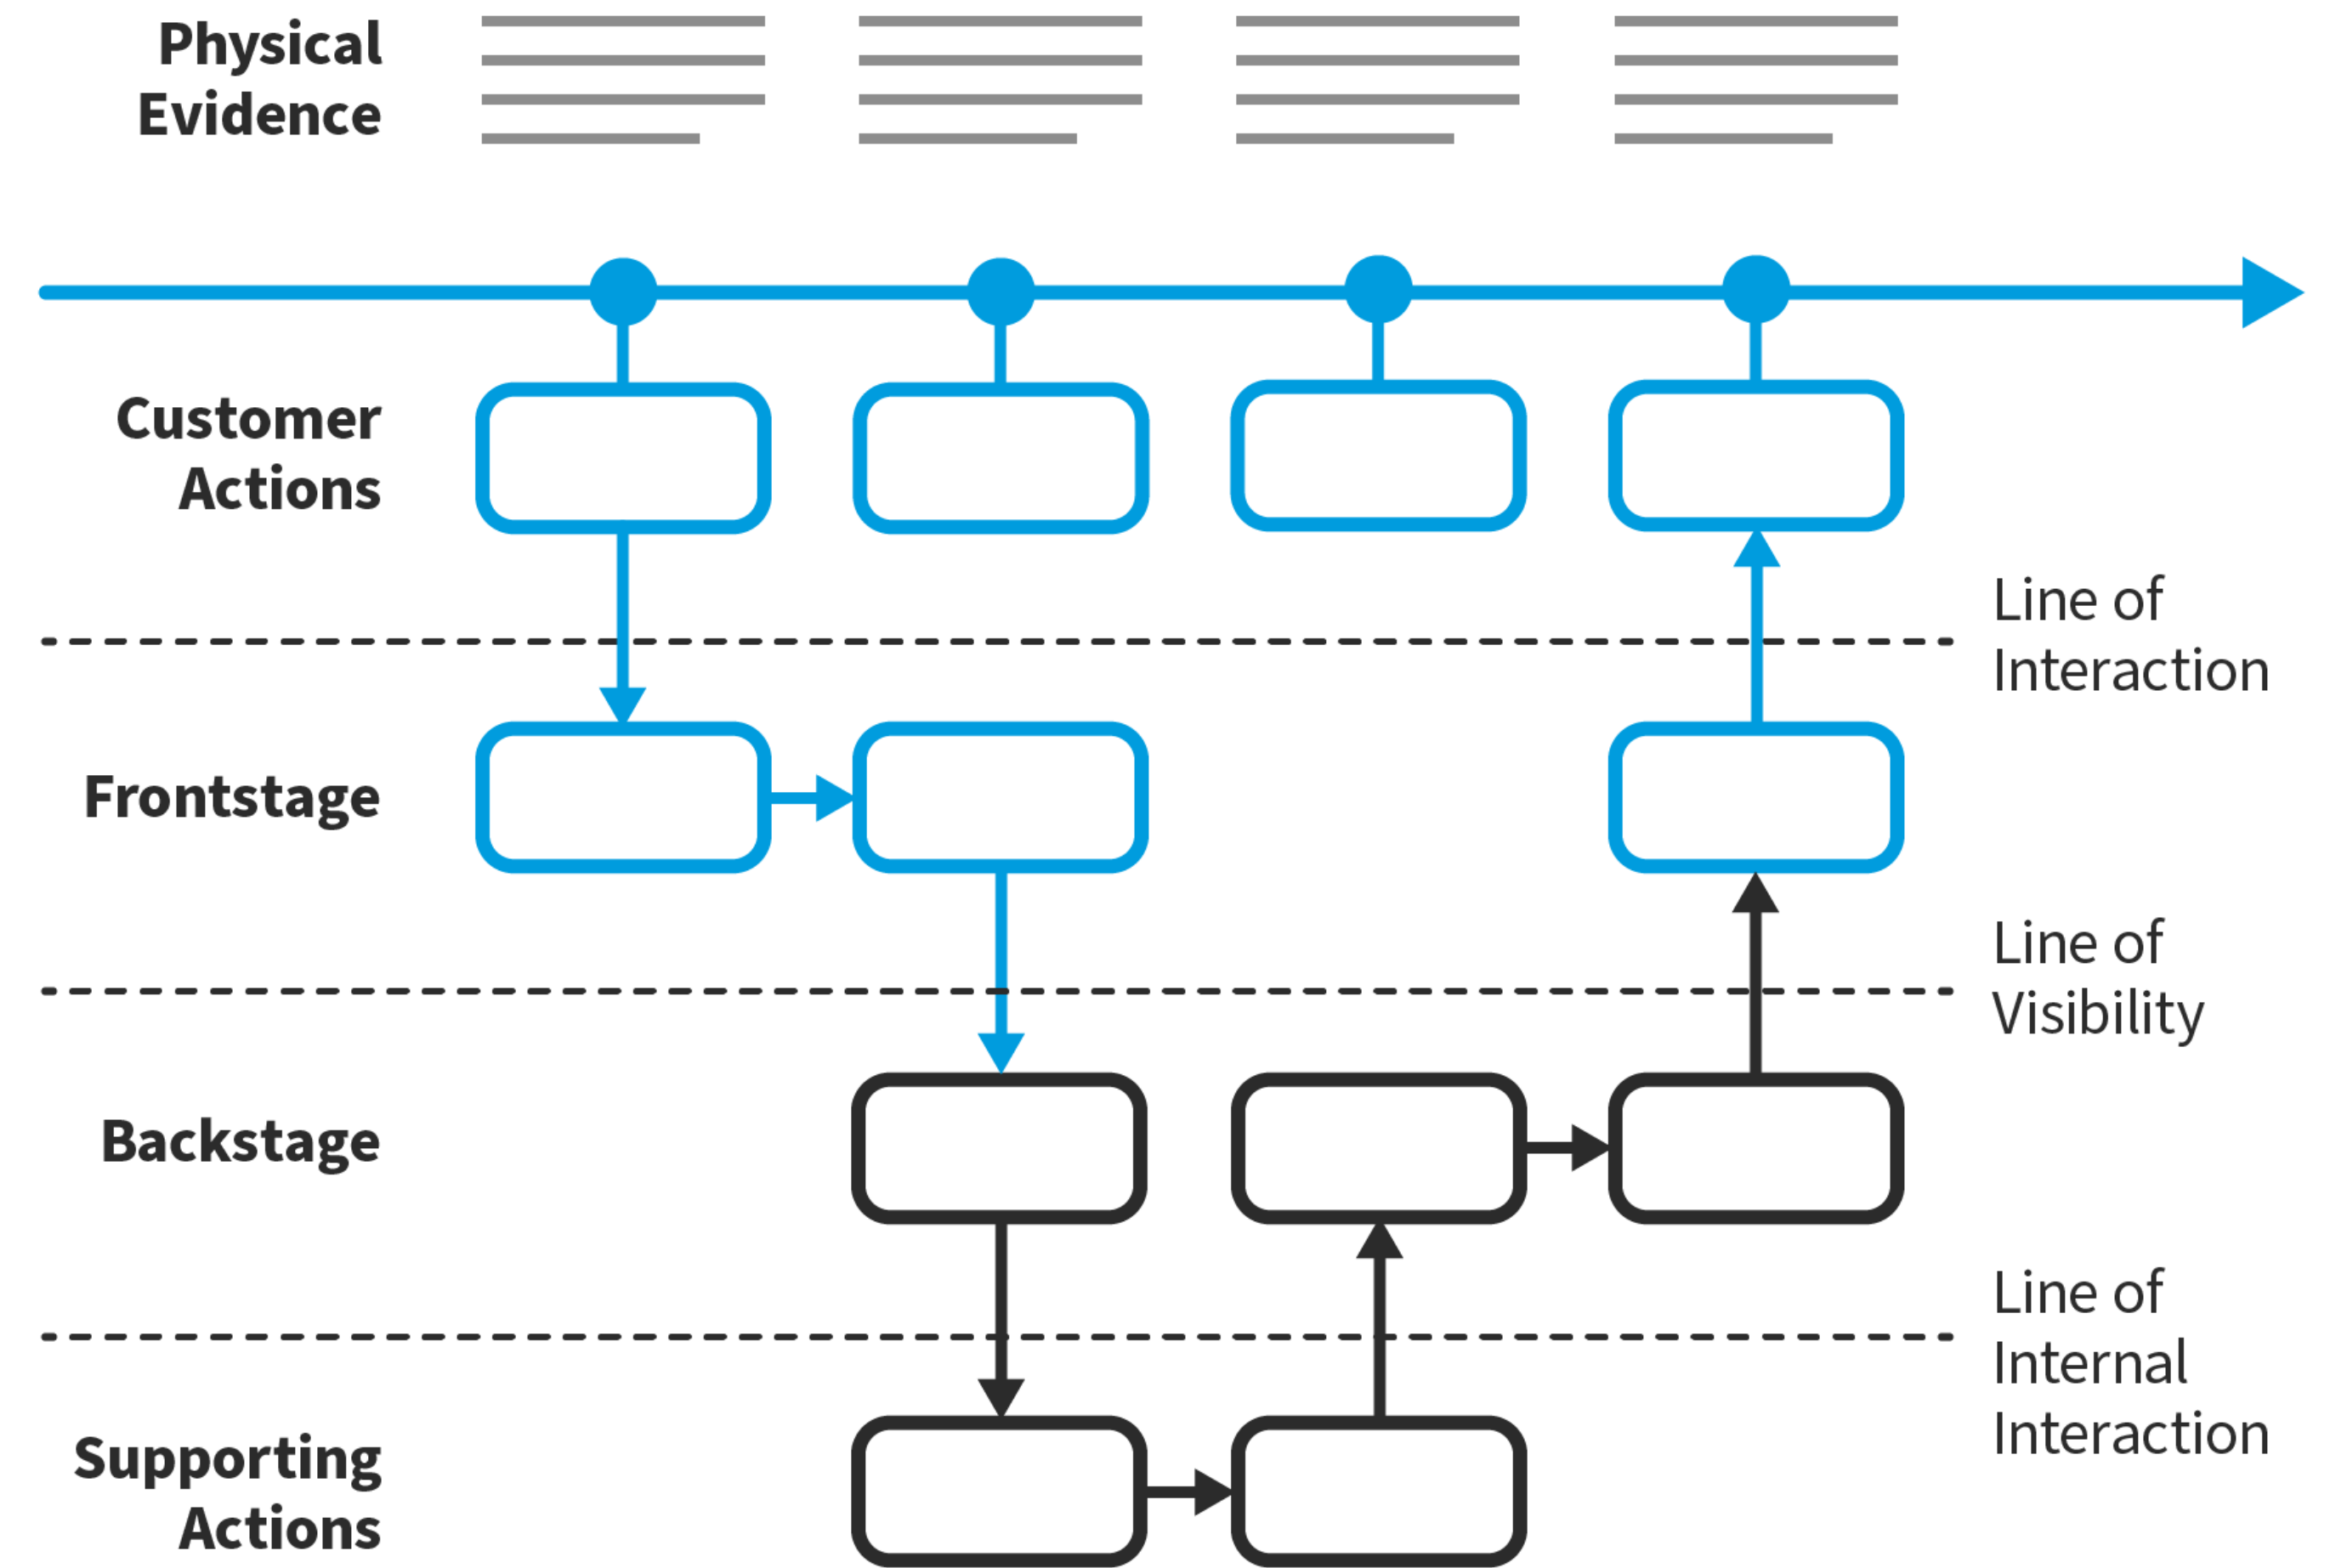 Physical
Evidence
Customer
Actions
Line of
Interaction
Frontstage
Line of
Visibility
Backstage
Line of
Internal
Interaction
Supporting
Actions